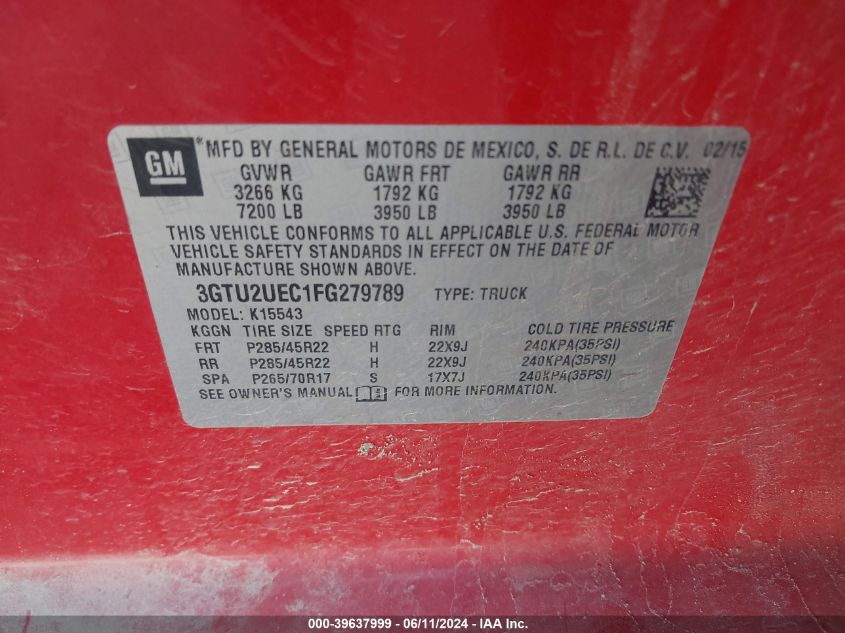 GM® MFD BY GENERAL MOTORS DE MEXICO, S. DE R.L. DE C.V. 02/15
GVWR GAWR FRT GAWR RR
3266 KG 1792 KG 1792 KG
7200 LB 3950 LB 3950 LB
THIS VEHICLE CONFORMS TO ALL APPLICABLE U.S. FEDERAL MOTOR
VEHICLE SAFETY STANDARDS IN EFFECT ON THE DATE OF
MANUFACTURE SHOWN ABOVE.
3GTU2UEC1FG279789 TYPE: TRUCK
MODEL: K15543
KGGN TIRE SIZE SPEED RTG RIM COLD TIRE PRESSURE
FRT P285/45R22 H 22X9J 240KPA(35PSI)
RR P285/45R22 H 22X9J 240KPA(35PSI)
SPA P265/70R17 S 17X7J 240KPA(35PSI)
SEE OWNER'S MANUAL FOR MORE INFORMATION.
000-39637999 - 06/11/2024 - IAA Inc.